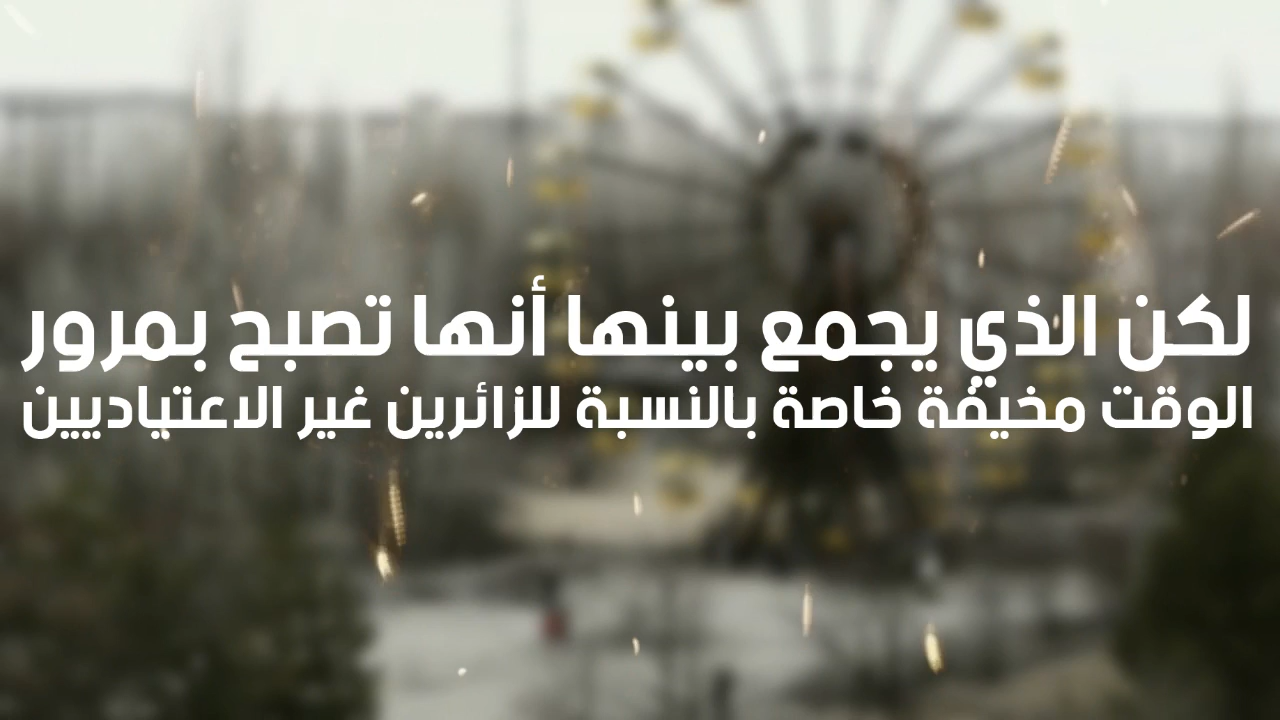 لكن الذي يجمع بينها أنها تصبح بمرور
الوقت مخيفة خاصة بالنسبة للزائرين غير الاعتياديين